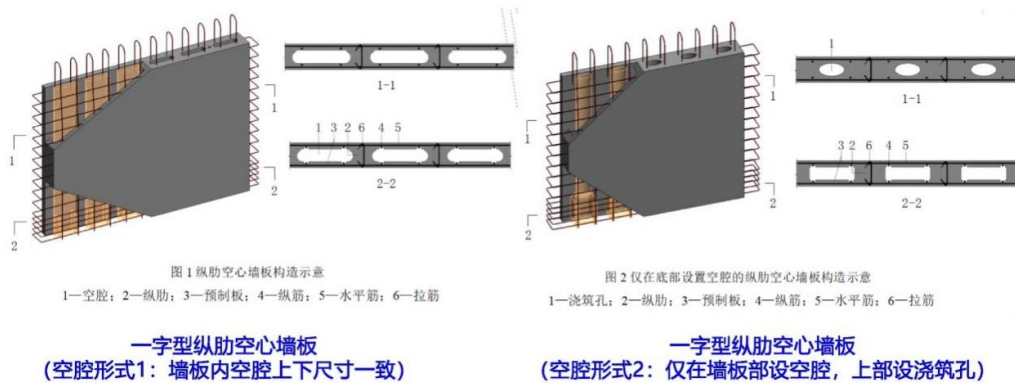 1
1
2
2
1-1
1 3 2 6 4 5
2-2
图1 纵肋空心墙板构造示意
1—空腔；2—纵肋；3—预制板；4—纵筋；5—水平筋；6—拉筋
一字型纵肋空心墙板
（空腔形式1：墙板内空腔上下尺寸一致）
1
1
2
2
1
1-1
3 2 6 4 5
2-2
图2 仅在底部设置空腔的纵肋空心墙板构造示意
1—浇筑孔；2—纵肋；3—预制板；4—纵筋；5—水平筋；6—拉筋
一字型纵肋空心墙板
（空腔形式2：仅在墙板部设空腔，上部设浇筑孔）